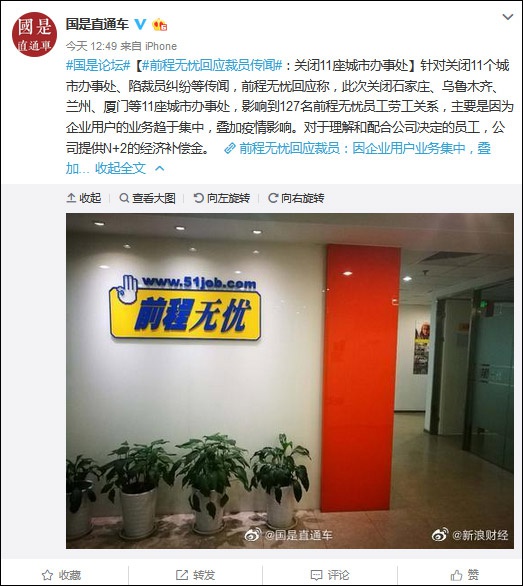 國是
直通車
国是直通车
今天 12:49 来自 iPhone
#国是论坛#【#前程无忧回应裁员传闻#：关闭11座城市办事处】针对关闭11个城
市办事处、陷裁员纠纷等传闻，前程无忧回应称，此次关闭石家庄、乌鲁木齐、
兰州、厦门等11座城市办事处，影响到127名前程无忧员工劳工关系，主要是因为
企业用户的业务趋于集中，叠加疫情影响。对于理解和配合公司决定的员工，公
司提供N+2的经济补偿金。 前程无忧回应裁员：因企业用户业务集中，叠
加... 收起全文
收起 查看大图 向左旋转 向右旋转
www.51job.com
前程无忧
@国是直通车 @新浪财经
收藏 转发 评论 赞